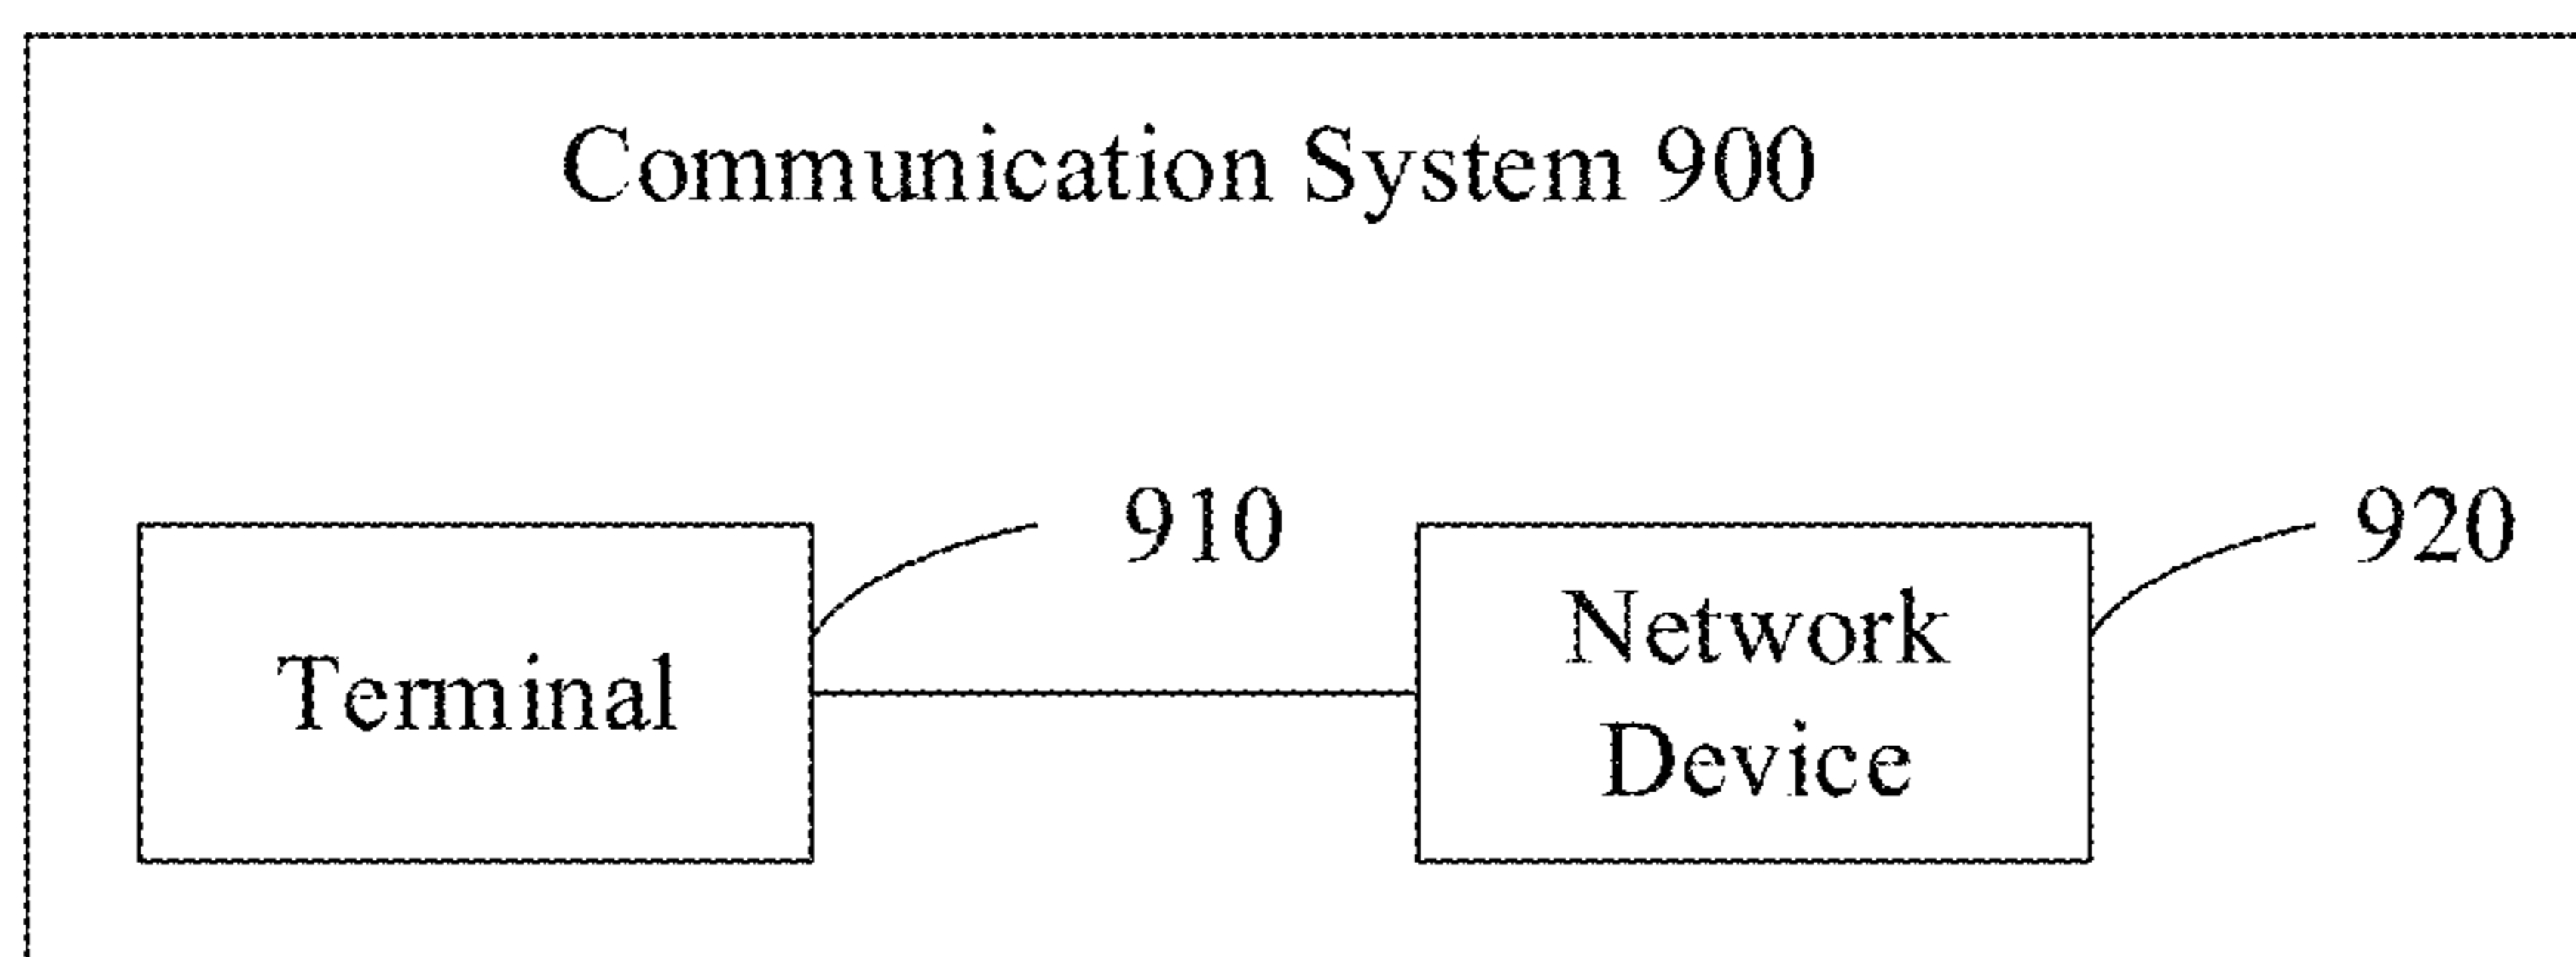 Communication System 900
910
920
Terminal
Network
Device